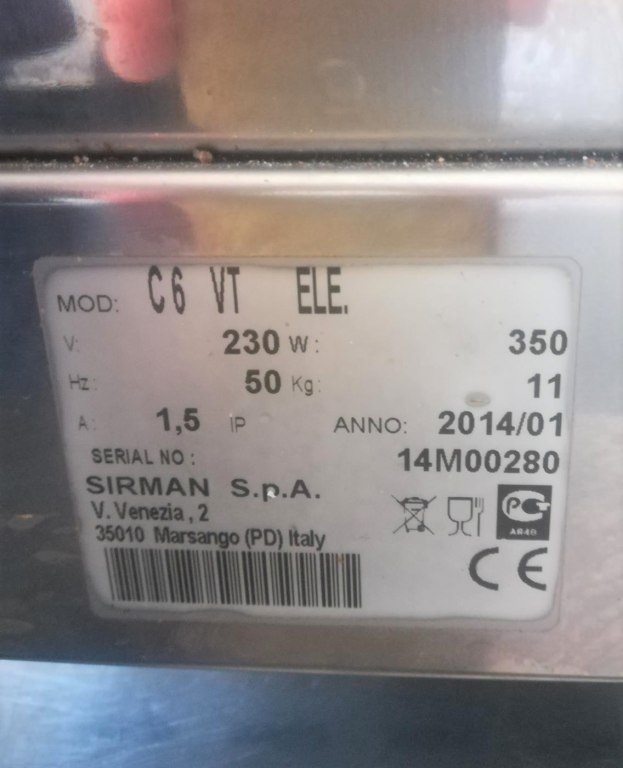 MOD: C6 VT ELE.
V: 230 W: 350
Hz: 50 Kg: 11
A: 1,5 IP ANNO: 2014/01
SERIAL NO: 14M00280
SIRMAN S.p.A.
V. Venezia, 2
35010 Marsango (PD) Italy
CE